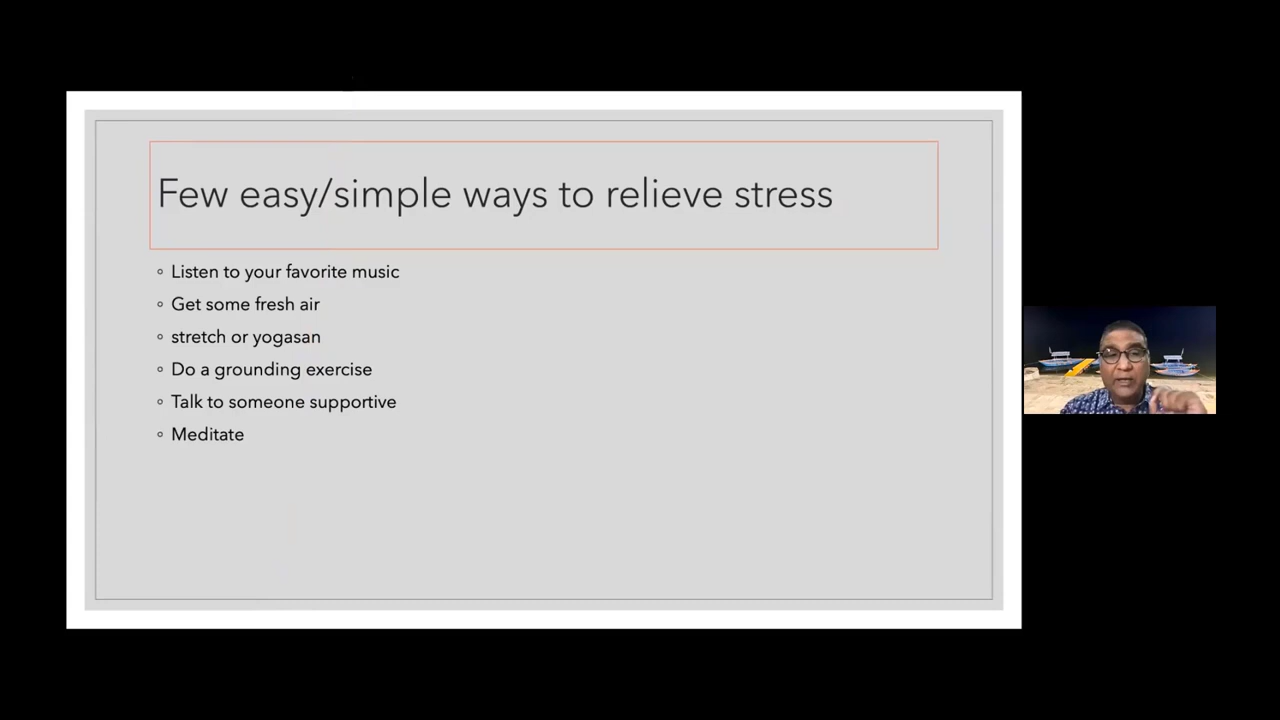 Few easy/simple ways to relieve stress
Listen to your favorite music
Get some fresh air
stretch or yogasan
Do a grounding exercise
Talk to someone supportive
Meditate